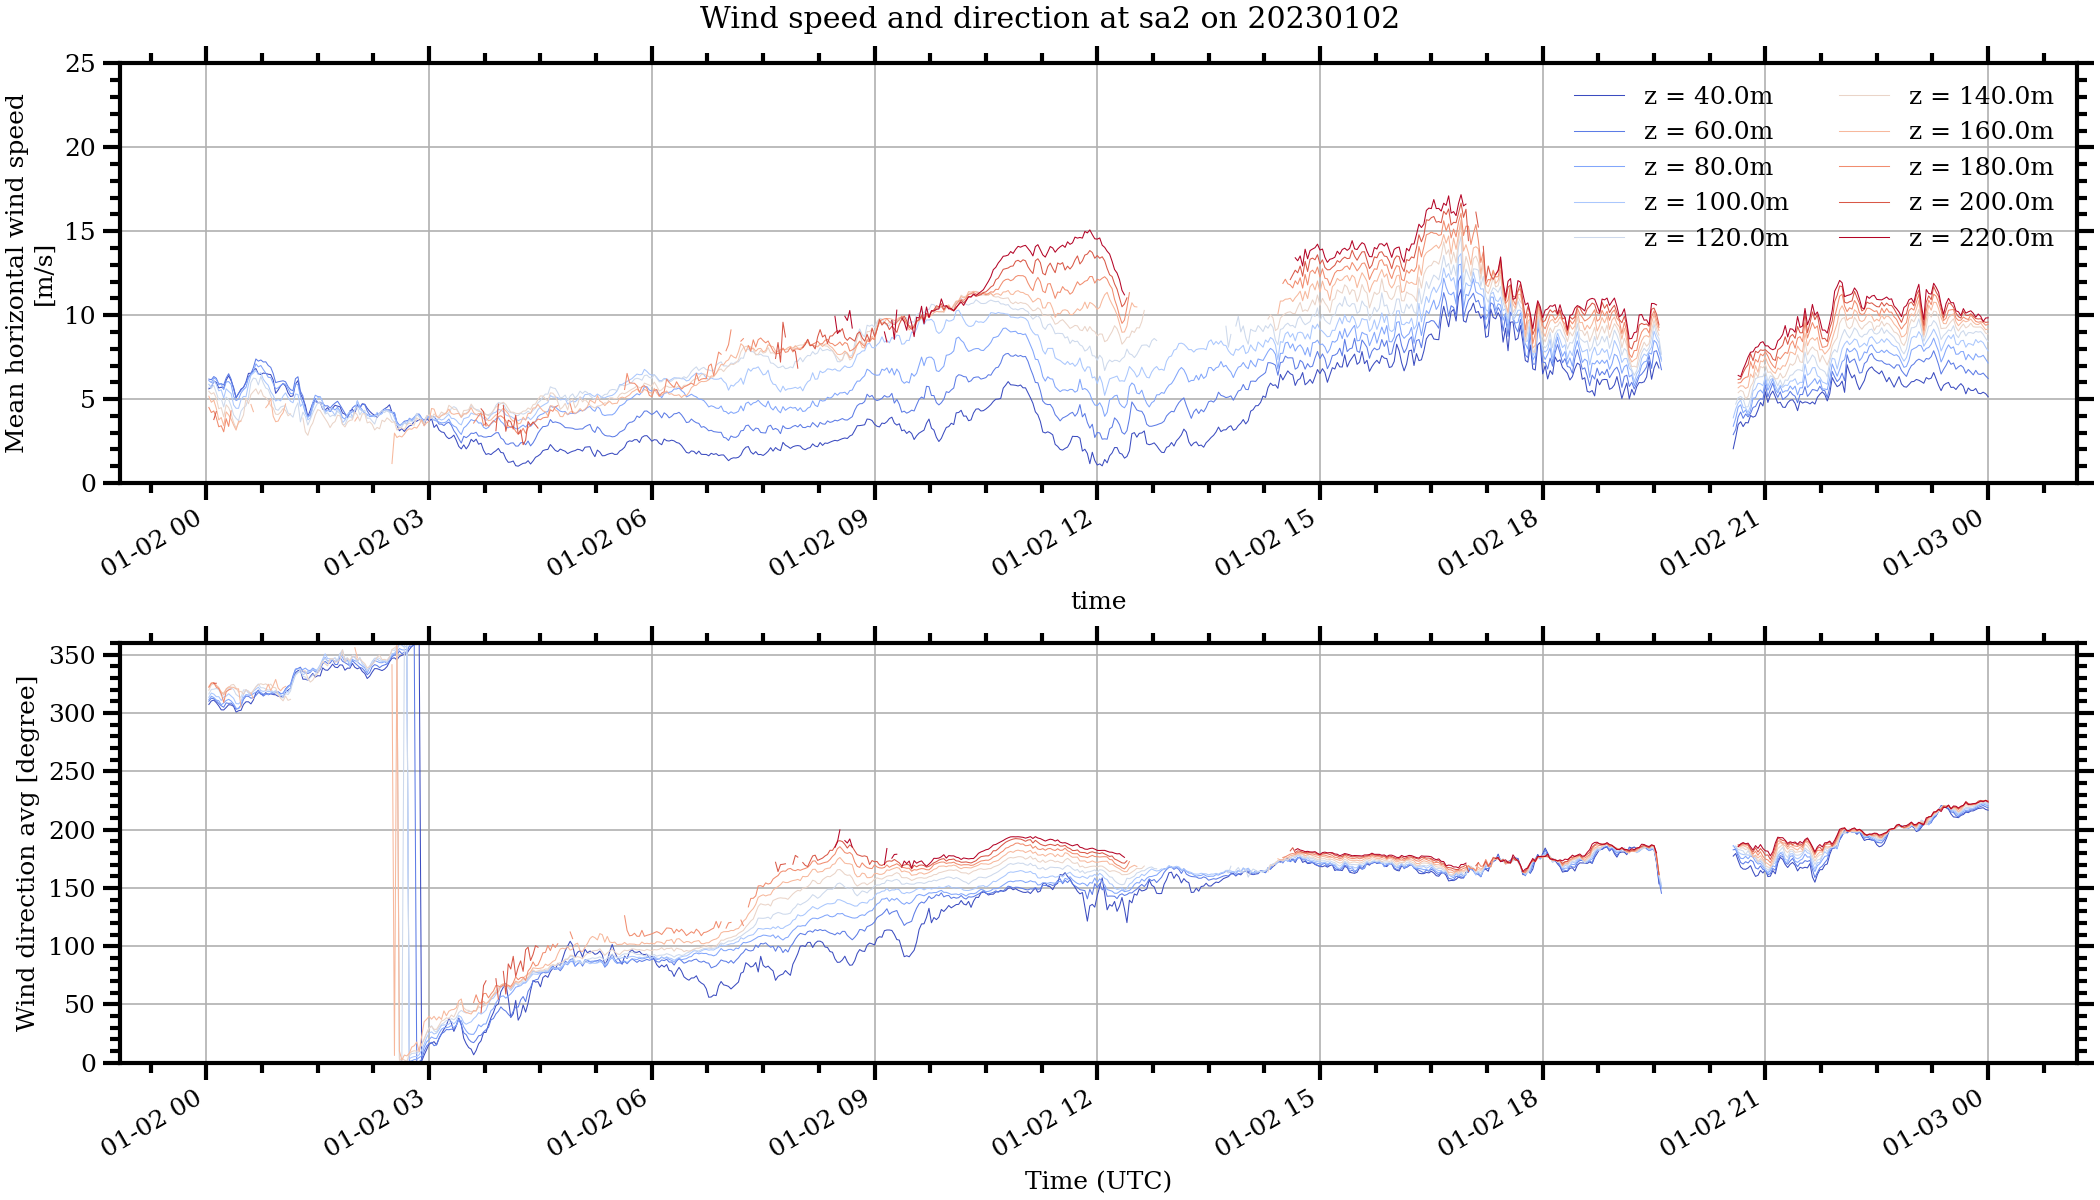 Wind speed and direction at sa2 on 20230102
Mean horizontal wind speed
[m/s]
25
20
15
10
5
0
z = 40.0m
z = 60.0m
z = 80.0m
z = 100.0m
z = 120.0m
z = 140.0m
z = 160.0m
z = 180.0m
z = 200.0m
z = 220.0m
01-02 00
01-02 03
01-02 06
01-02 09
01-02 12
01-02 15
01-02 18
01-02 21
01-03 00
time
Wind direction avg [degree]
350
300
250
200
150
100
50
0
01-02 00
01-02 03
01-02 06
01-02 09
01-02 12
01-02 15
01-02 18
01-02 21
01-03 00
Time (UTC)